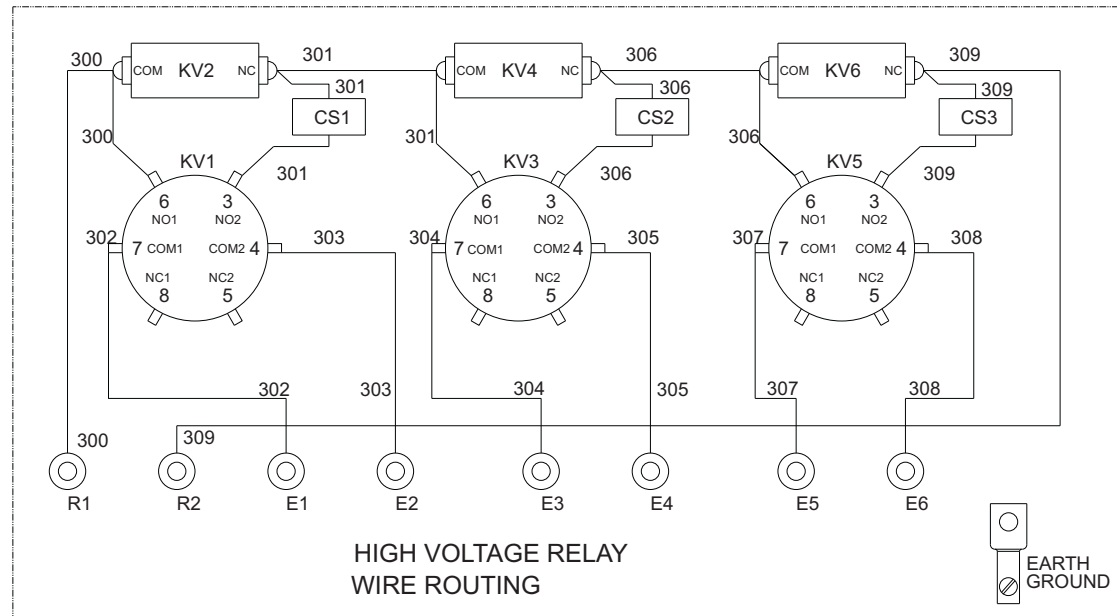 300
301
306
309
COM KV2 NC
COM KV4 NC
COM KV6 NC
301
306
309
CS1
CS2
CS3
300
301
306
KV1
KV3
KV5
301
306
309
6 3
NO1 NO2
302 7 COM1 COM2 4 303
NC1 NC2
8 5
6 3
NO1 NO2
304 7 COM1 COM2 4 305
NC1 NC2
8 5
6 3
NO1 NO2
307 7 COM1 COM2 4 308
NC1 NC2
8 5
302
303
304
305
307
308
300
309
R1
R2
E1
E2
E3
E4
E5
E6
HIGH VOLTAGE RELAY
WIRE ROUTING
EARTH
GROUND